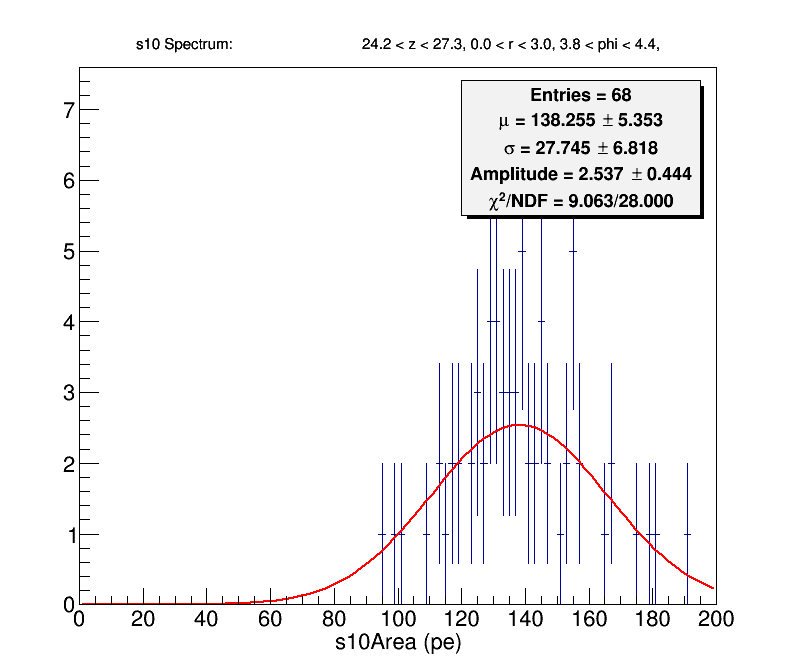 s10 Spectrum: 24.2 < z < 27.3, 0.0 < r < 3.0, 3.8 < phi < 4.4,
Entries = 68
μ = 138.255 ± 5.353
σ = 27.745 ± 6.818
Amplitude = 2.537 ± 0.444
χ²/NDF = 9.063/28.000
7
6
5
4
3
2
1
0
0 20 40 60 80 100 120 140 160 180 200
s10Area (pe)